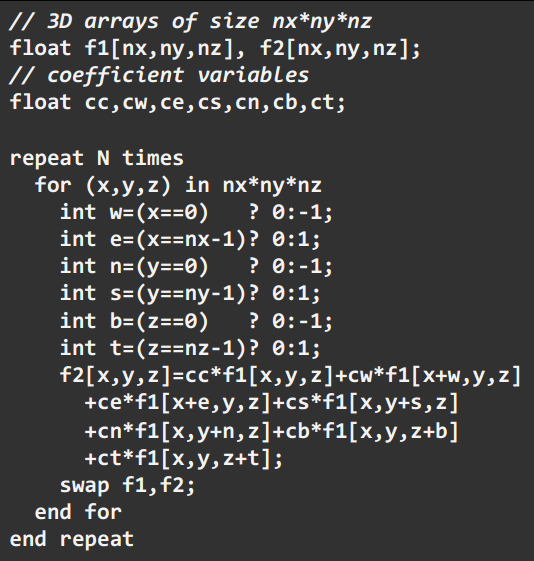 // 3D arrays of size nx*ny*nz
float f1[nx,ny,nz], f2[nx,ny,nz];
// coefficient variables
float cc,cw,ce,cs,cn,cb,ct;

repeat N times
  for (x,y,z) in nx*ny*nz
    int w=(x==0)   ? 0:-1;
    int e=(x==nx-1)? 0:1;
    int n=(y==0)   ? 0:-1;
    int s=(y==ny-1)? 0:1;
    int b=(z==0)   ? 0:-1;
    int t=(z==nz-1)? 0:1;
    f2[x,y,z]=cc*f1[x,y,z]+cw*f1[x+w,y,z]
      +ce*f1[x+e,y,z]+cs*f1[x,y+s,z]
      +cn*f1[x,y+n,z]+cb*f1[x,y,z+b]
      +ct*f1[x,y,z+t];
    swap f1,f2;
  end for
end repeat